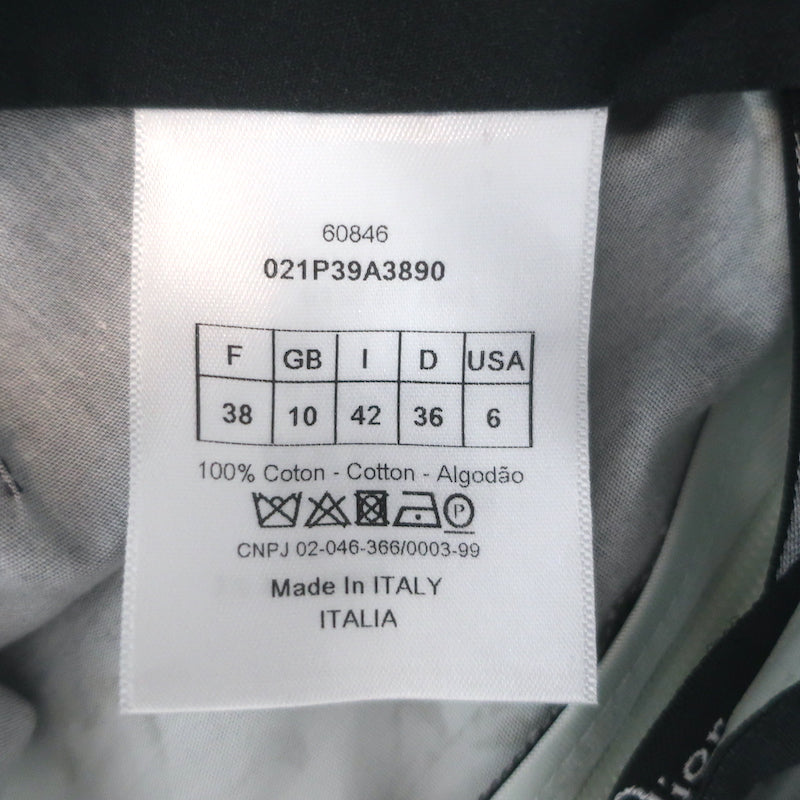 60846
021P39A3890
F GB I D USA
38 10 42 36 6
100% Coton - Cotton - Algodão
P
CNPJ 02-046-366/0003-99
Made In ITALY
ITALIA
ior